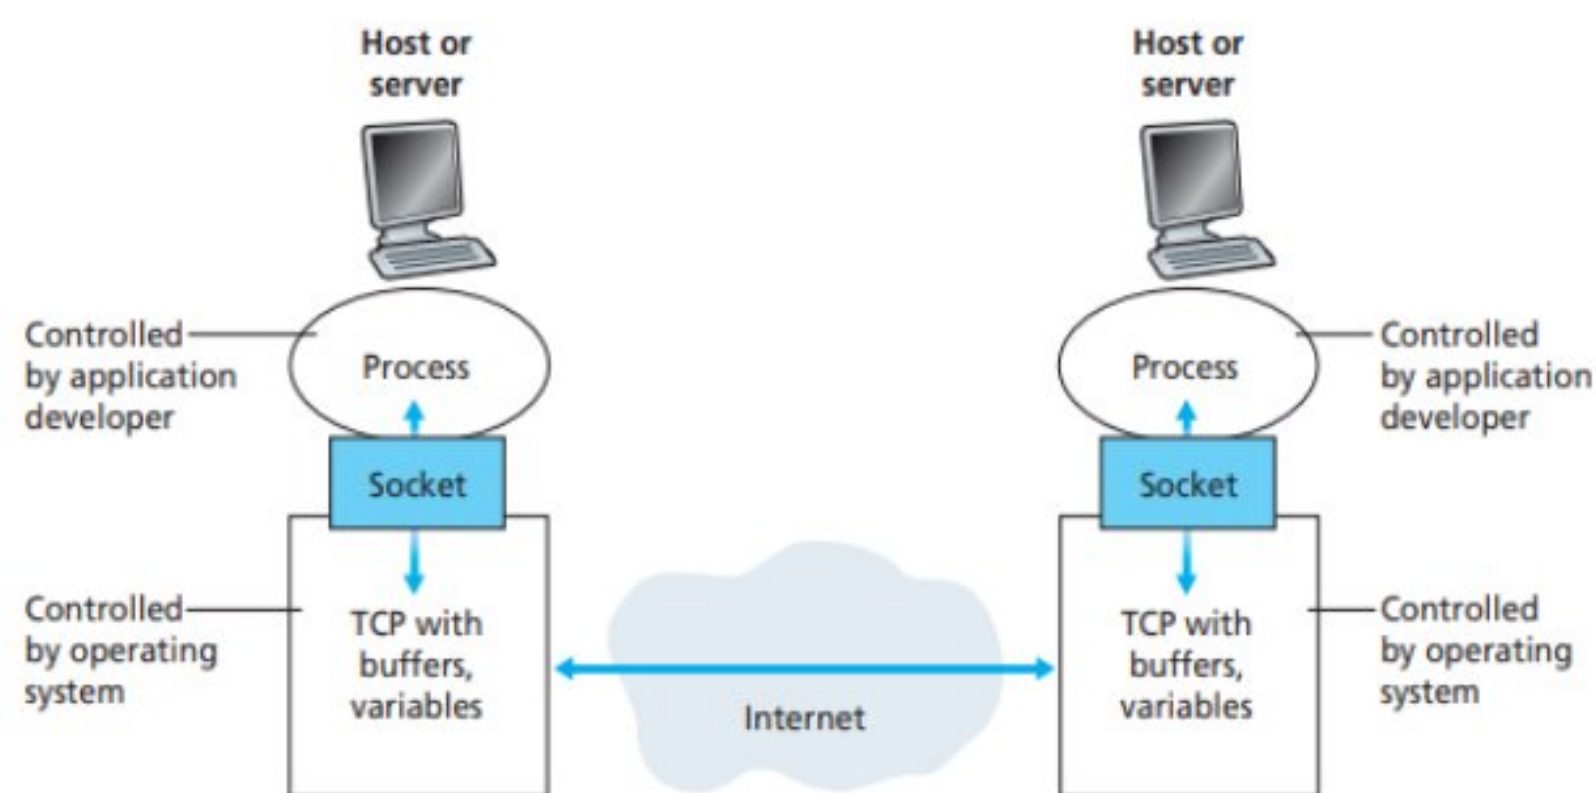 Host or
server
Host or
server
Controlled
by application
developer
Process
Process
Controlled
by application
developer
Socket
Socket
Controlled
by operating
system
TCP with
buffers,
variables
Internet
TCP with
buffers,
variables
Controlled
by operating
system